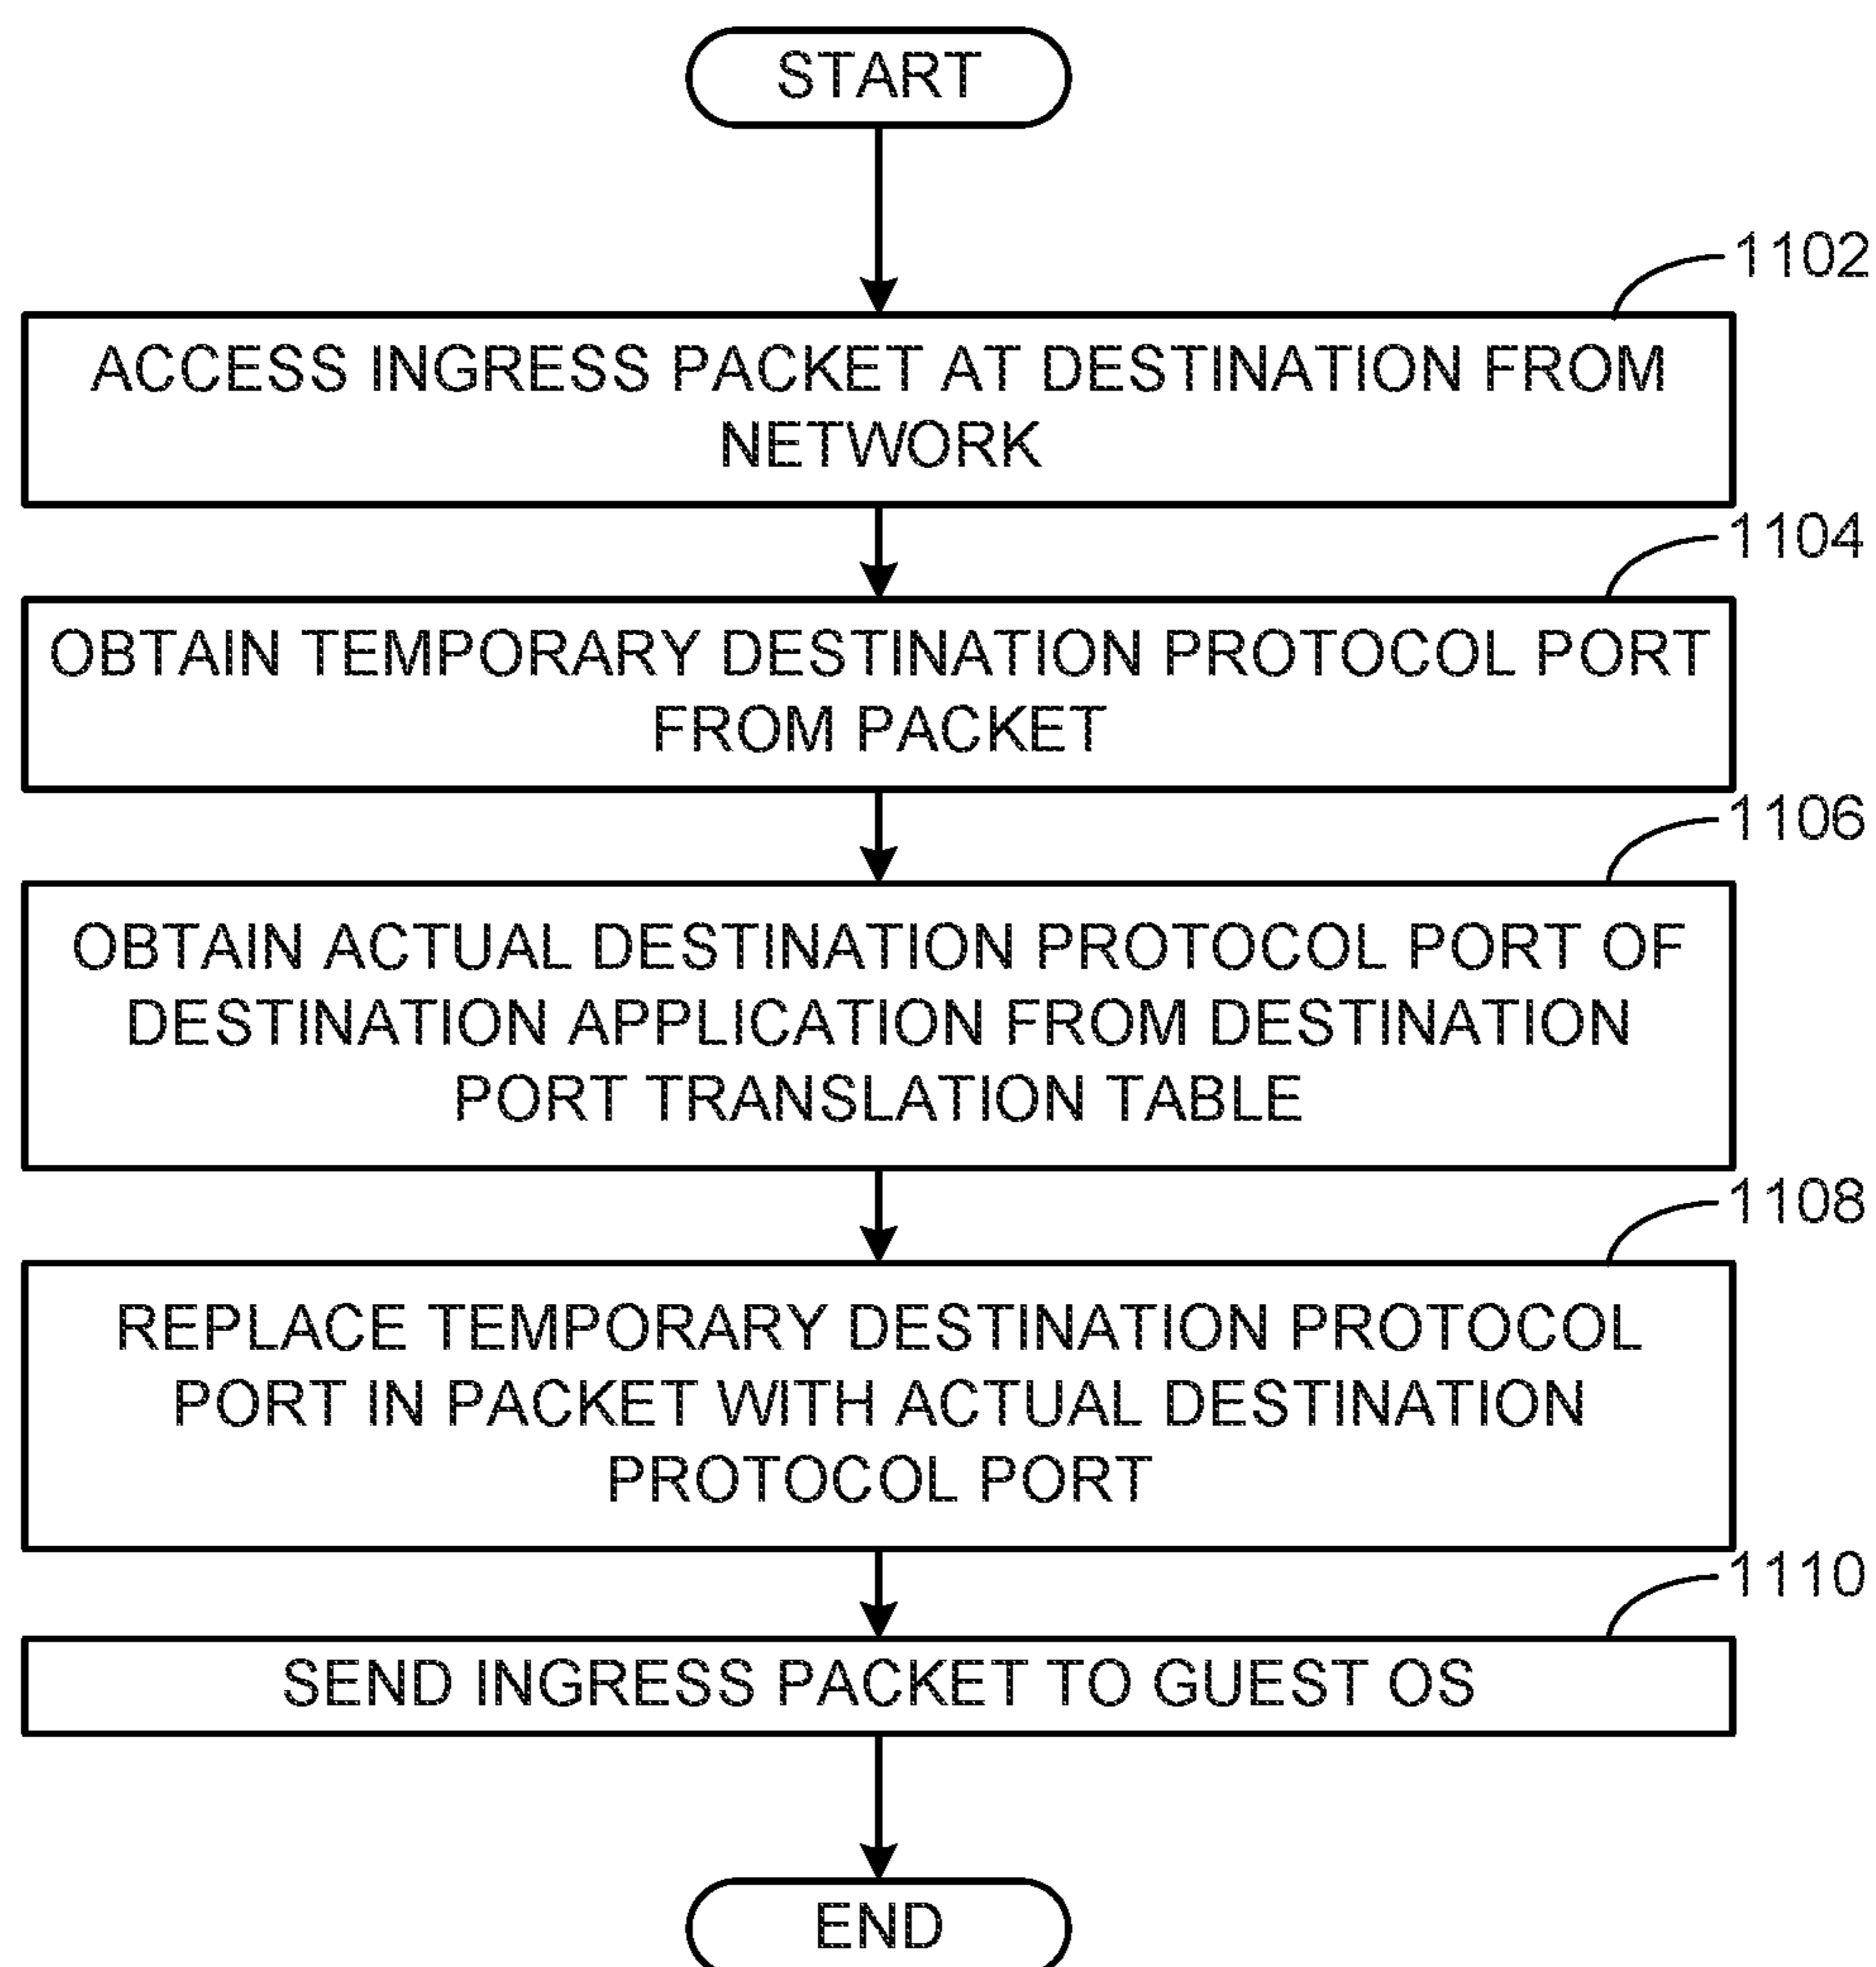 START
1102
ACCESS INGRESS PACKET AT DESTINATION FROM
NETWORK
1104
OBTAIN TEMPORARY DESTINATION PROTOCOL PORT
FROM PACKET
1106
OBTAIN ACTUAL DESTINATION PROTOCOL PORT OF
DESTINATION APPLICATION FROM DESTINATION
PORT TRANSLATION TABLE
1108
REPLACE TEMPORARY DESTINATION PROTOCOL
PORT IN PACKET WITH ACTUAL DESTINATION
PROTOCOL PORT
1110
SEND INGRESS PACKET TO GUEST OS
END